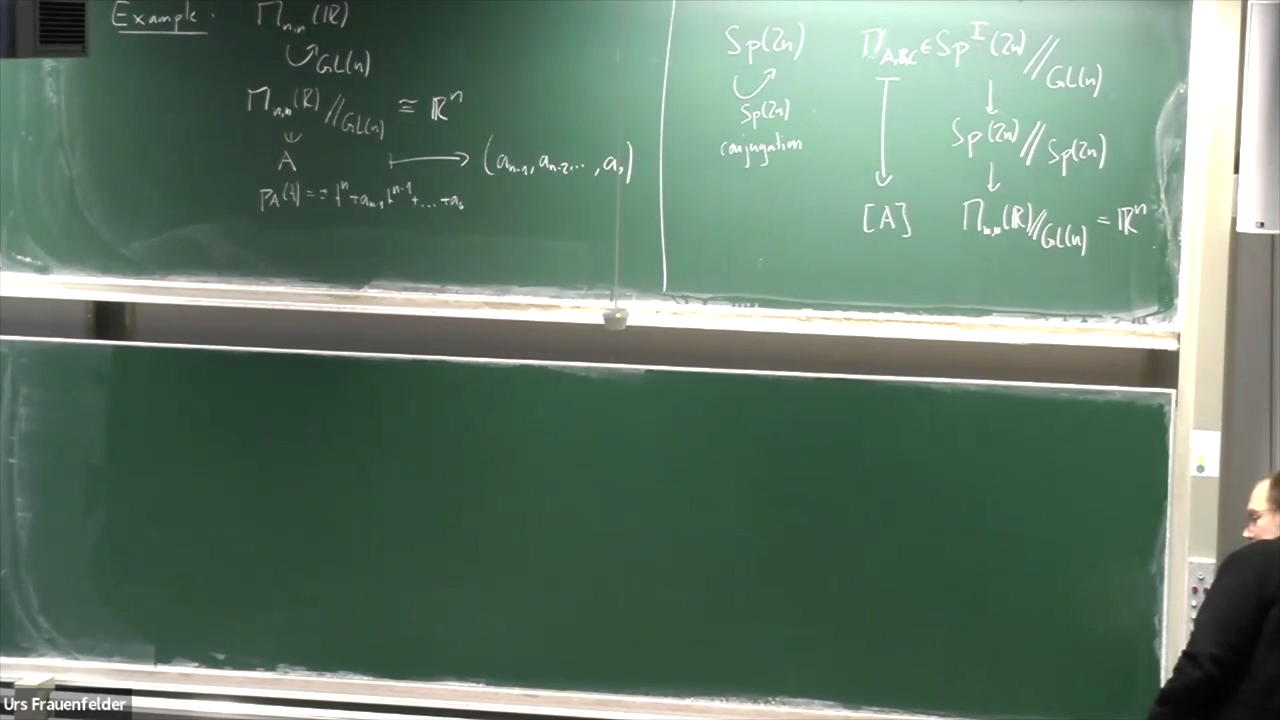 Example: M_{n,n}(ℝ)
GL(n)
M_{n,n}(ℝ)//GL(n) ≅ ℝ^n
A ⟼ (a_{n-1}, a_{n-2}, ..., a_0)
p_A(t) = ± t^n + a_{n-1} t^{n-1} + ... + a_0
Sp(2n)
Sp(2n)
conjugation
M_{A,B,C} ∈ Sp^I(2n)//GL(n)
Sp(2n)//Sp(2n)
[A] M_{n,n}(ℝ)//GL(n) = ℝ^n
Urs Frauenfelder